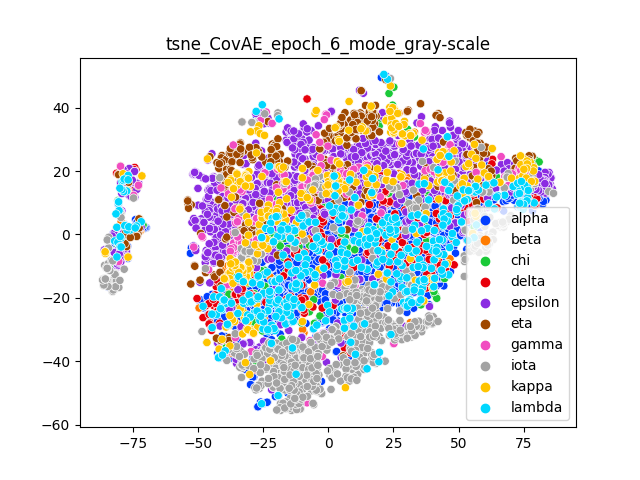 tsne_CovAE_epoch_6_mode_gray-scale
40
20
0
−20
−40
−60
−75
−50
−25
0
25
50
75
alpha
beta
chi
delta
epsilon
eta
gamma
iota
kappa
lambda